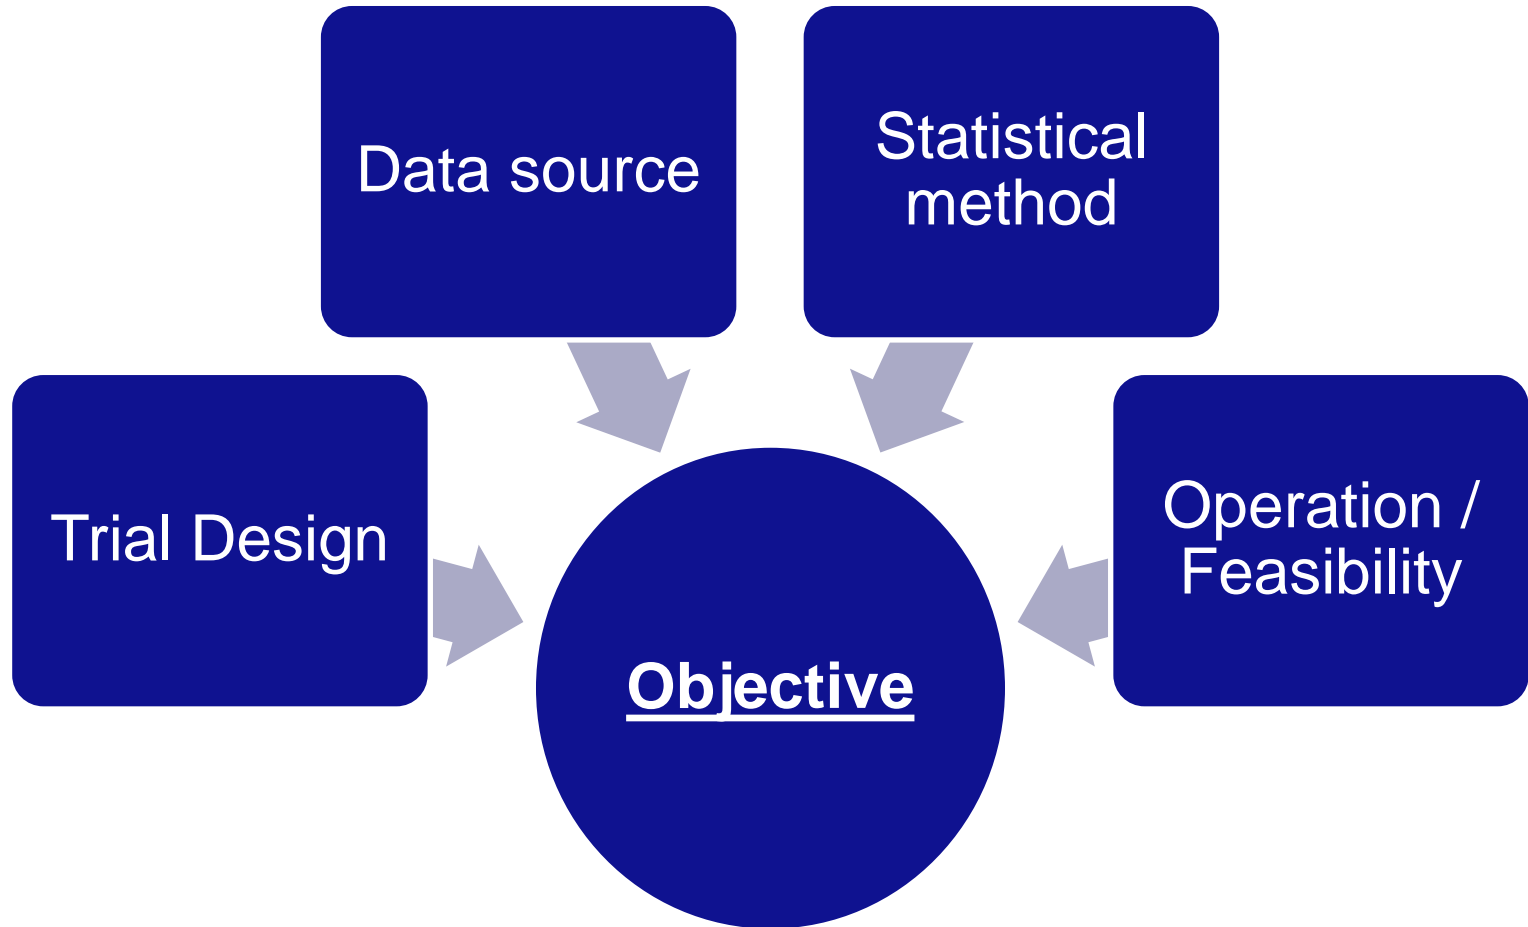 Data source
Statistical
method
Trial Design
Operation /
Feasibility
Objective